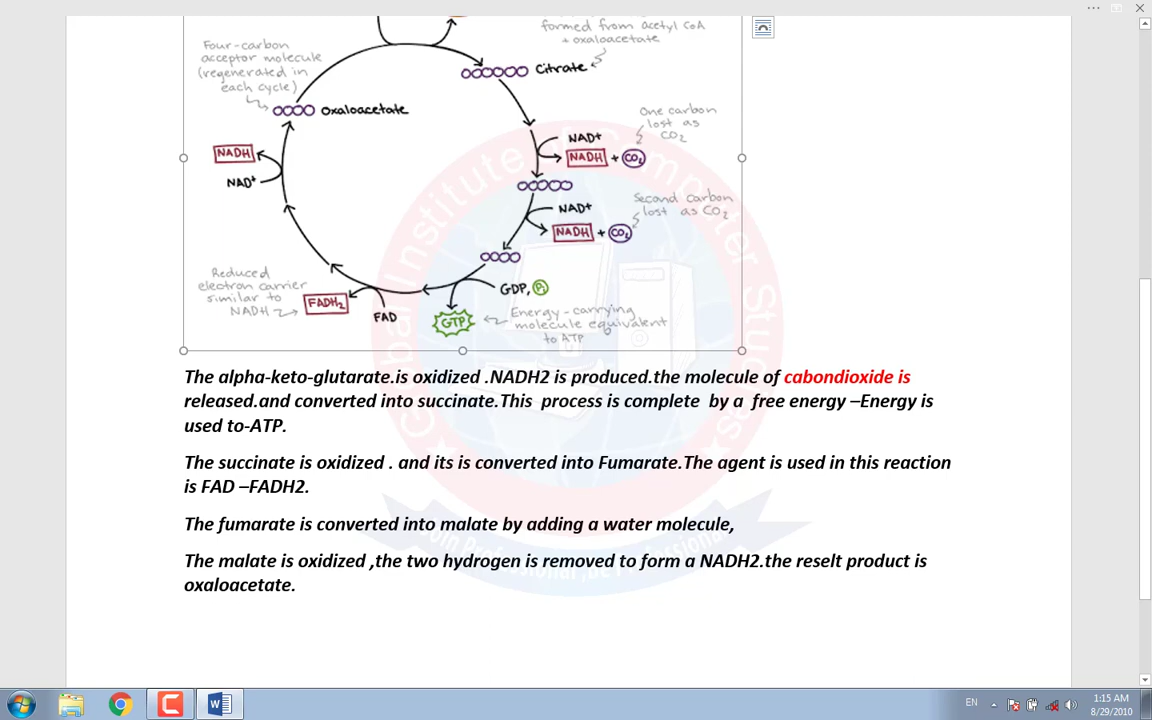 formed from acetyl CoA
+ oxaloacetate
Four-carbon
acceptor molecule
(regenerated in
each cycle)
Citrate
Oxaloacetate
One carbon
lost as
CO2
NAD+
NADH + CO2
NADH
NAD+
Second carbon
lost as CO2
NAD+
NADH + CO2
Reduced
electron carrier
similar to
NADH
FADH2
FAD
GDP, Pi
GTP
Energy-carrying
molecule equivalent
to ATP
The alpha-keto-glutarate.is oxidized .NADH2 is produced.the molecule of cabondioxide is
released.and converted into succinate.This process is complete by a free energy –Energy is
used to-ATP.
The succinate is oxidized . and its is converted into Fumarate.The agent is used in this reaction
is FAD –FADH2.
The fumarate is converted into malate by adding a water molecule,
The malate is oxidized ,the two hydrogen is removed to form a NADH2.the reselt product is
oxaloacetate.
Global Institute of Computer Studies
EN
1:15 AM
8/29/2010